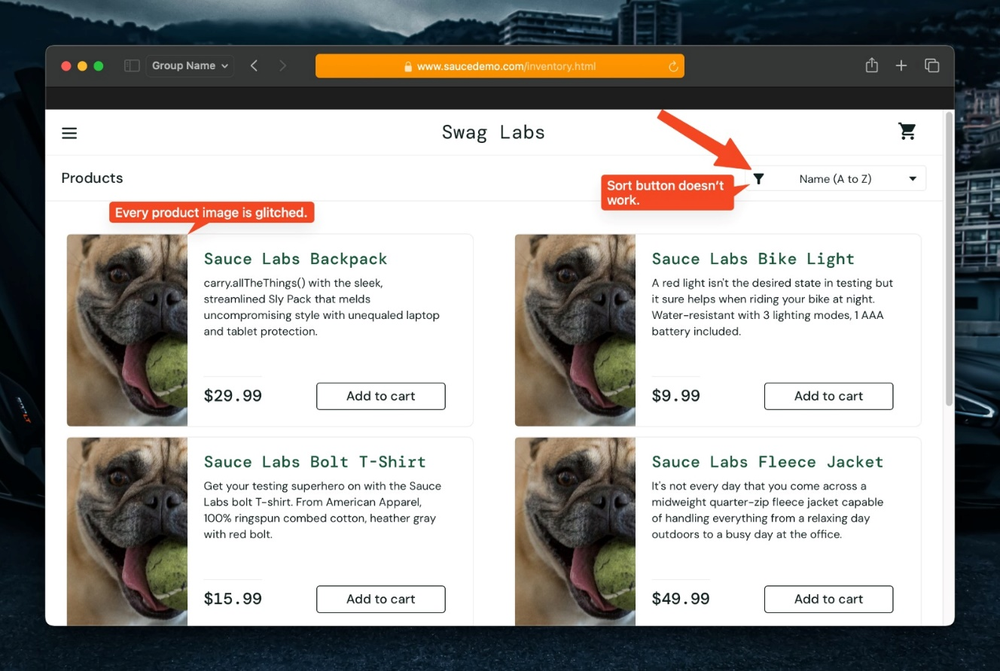 Group Name
www.saucedemo.com/inventory.html
Swag Labs
Products
Sort button doesn't
work.
Name (A to Z)
Every product image is glitched.
Sauce Labs Backpack
carry.allTheThings() with the sleek,
streamlined Sly Pack that melds
uncompromising style with unequaled laptop
and tablet protection.
$29.99
Add to cart
Sauce Labs Bike Light
A red light isn't the desired state in testing but
it sure helps when riding your bike at night.
Water-resistant with 3 lighting modes, 1 AAA
battery included.
$9.99
Add to cart
Sauce Labs Bolt T-Shirt
Get your testing superhero on with the Sauce
Labs bolt T-shirt. From American Apparel,
100% ringspun combed cotton, heather gray
with red bolt.
$15.99
Add to cart
Sauce Labs Fleece Jacket
It's not every day that you come across a
midweight quarter-zip fleece jacket capable
of handling everything from a relaxing day
outdoors to a busy day at the office.
$49.99
Add to cart